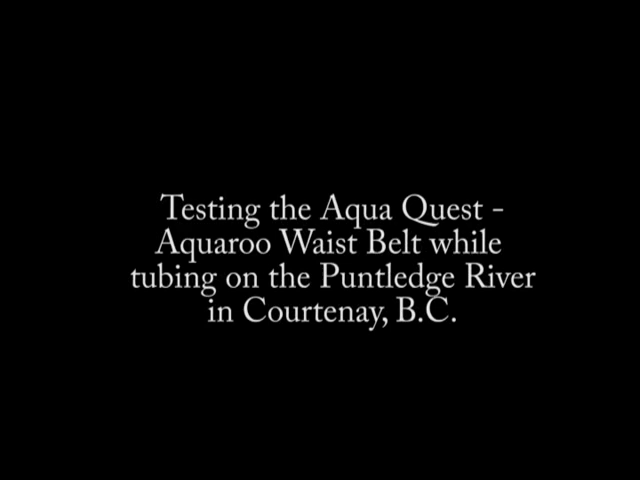 Testing the Aqua Quest -
Aquaroo Waist Belt while
tubing on the Puntledge River
in Courtenay, B.C.